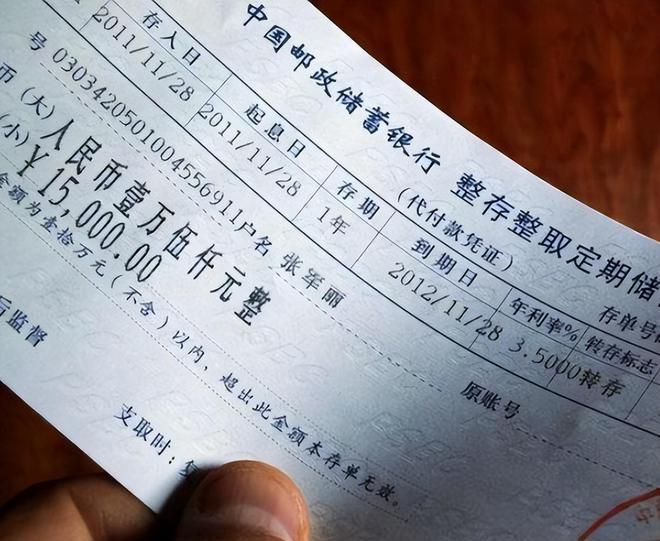 中国邮政储蓄银行 整存整取定期储
(代付款凭证)
存入日 起息日 存期 到期日 年利率% 转存标志
2011/11/28 2011/11/28 1年 2012/11/28 3.5000 转存
存单号
号 03034205010045569 11户名 张军丽
原账号
币(大)人民币壹万伍仟元整
(小)￥15,000.00
金额为壹拾万元(不含)以内，超出此金额本存单无效。
后监督
支取时：